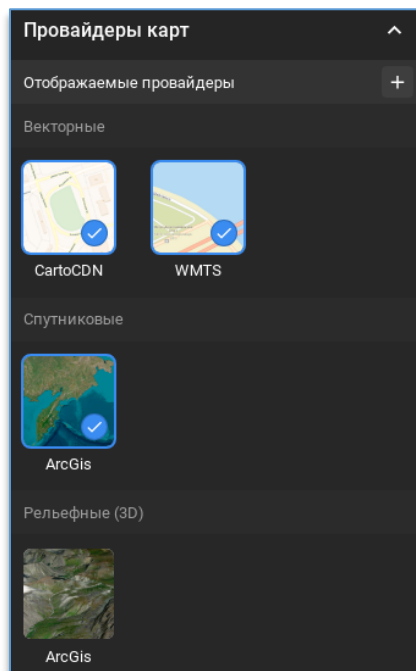 Провайдеры карт
Отображаемые провайдеры
Векторные
CartoCDN WMTS
Спутниковые
ArcGis
Рельефные (3D)
ArcGis